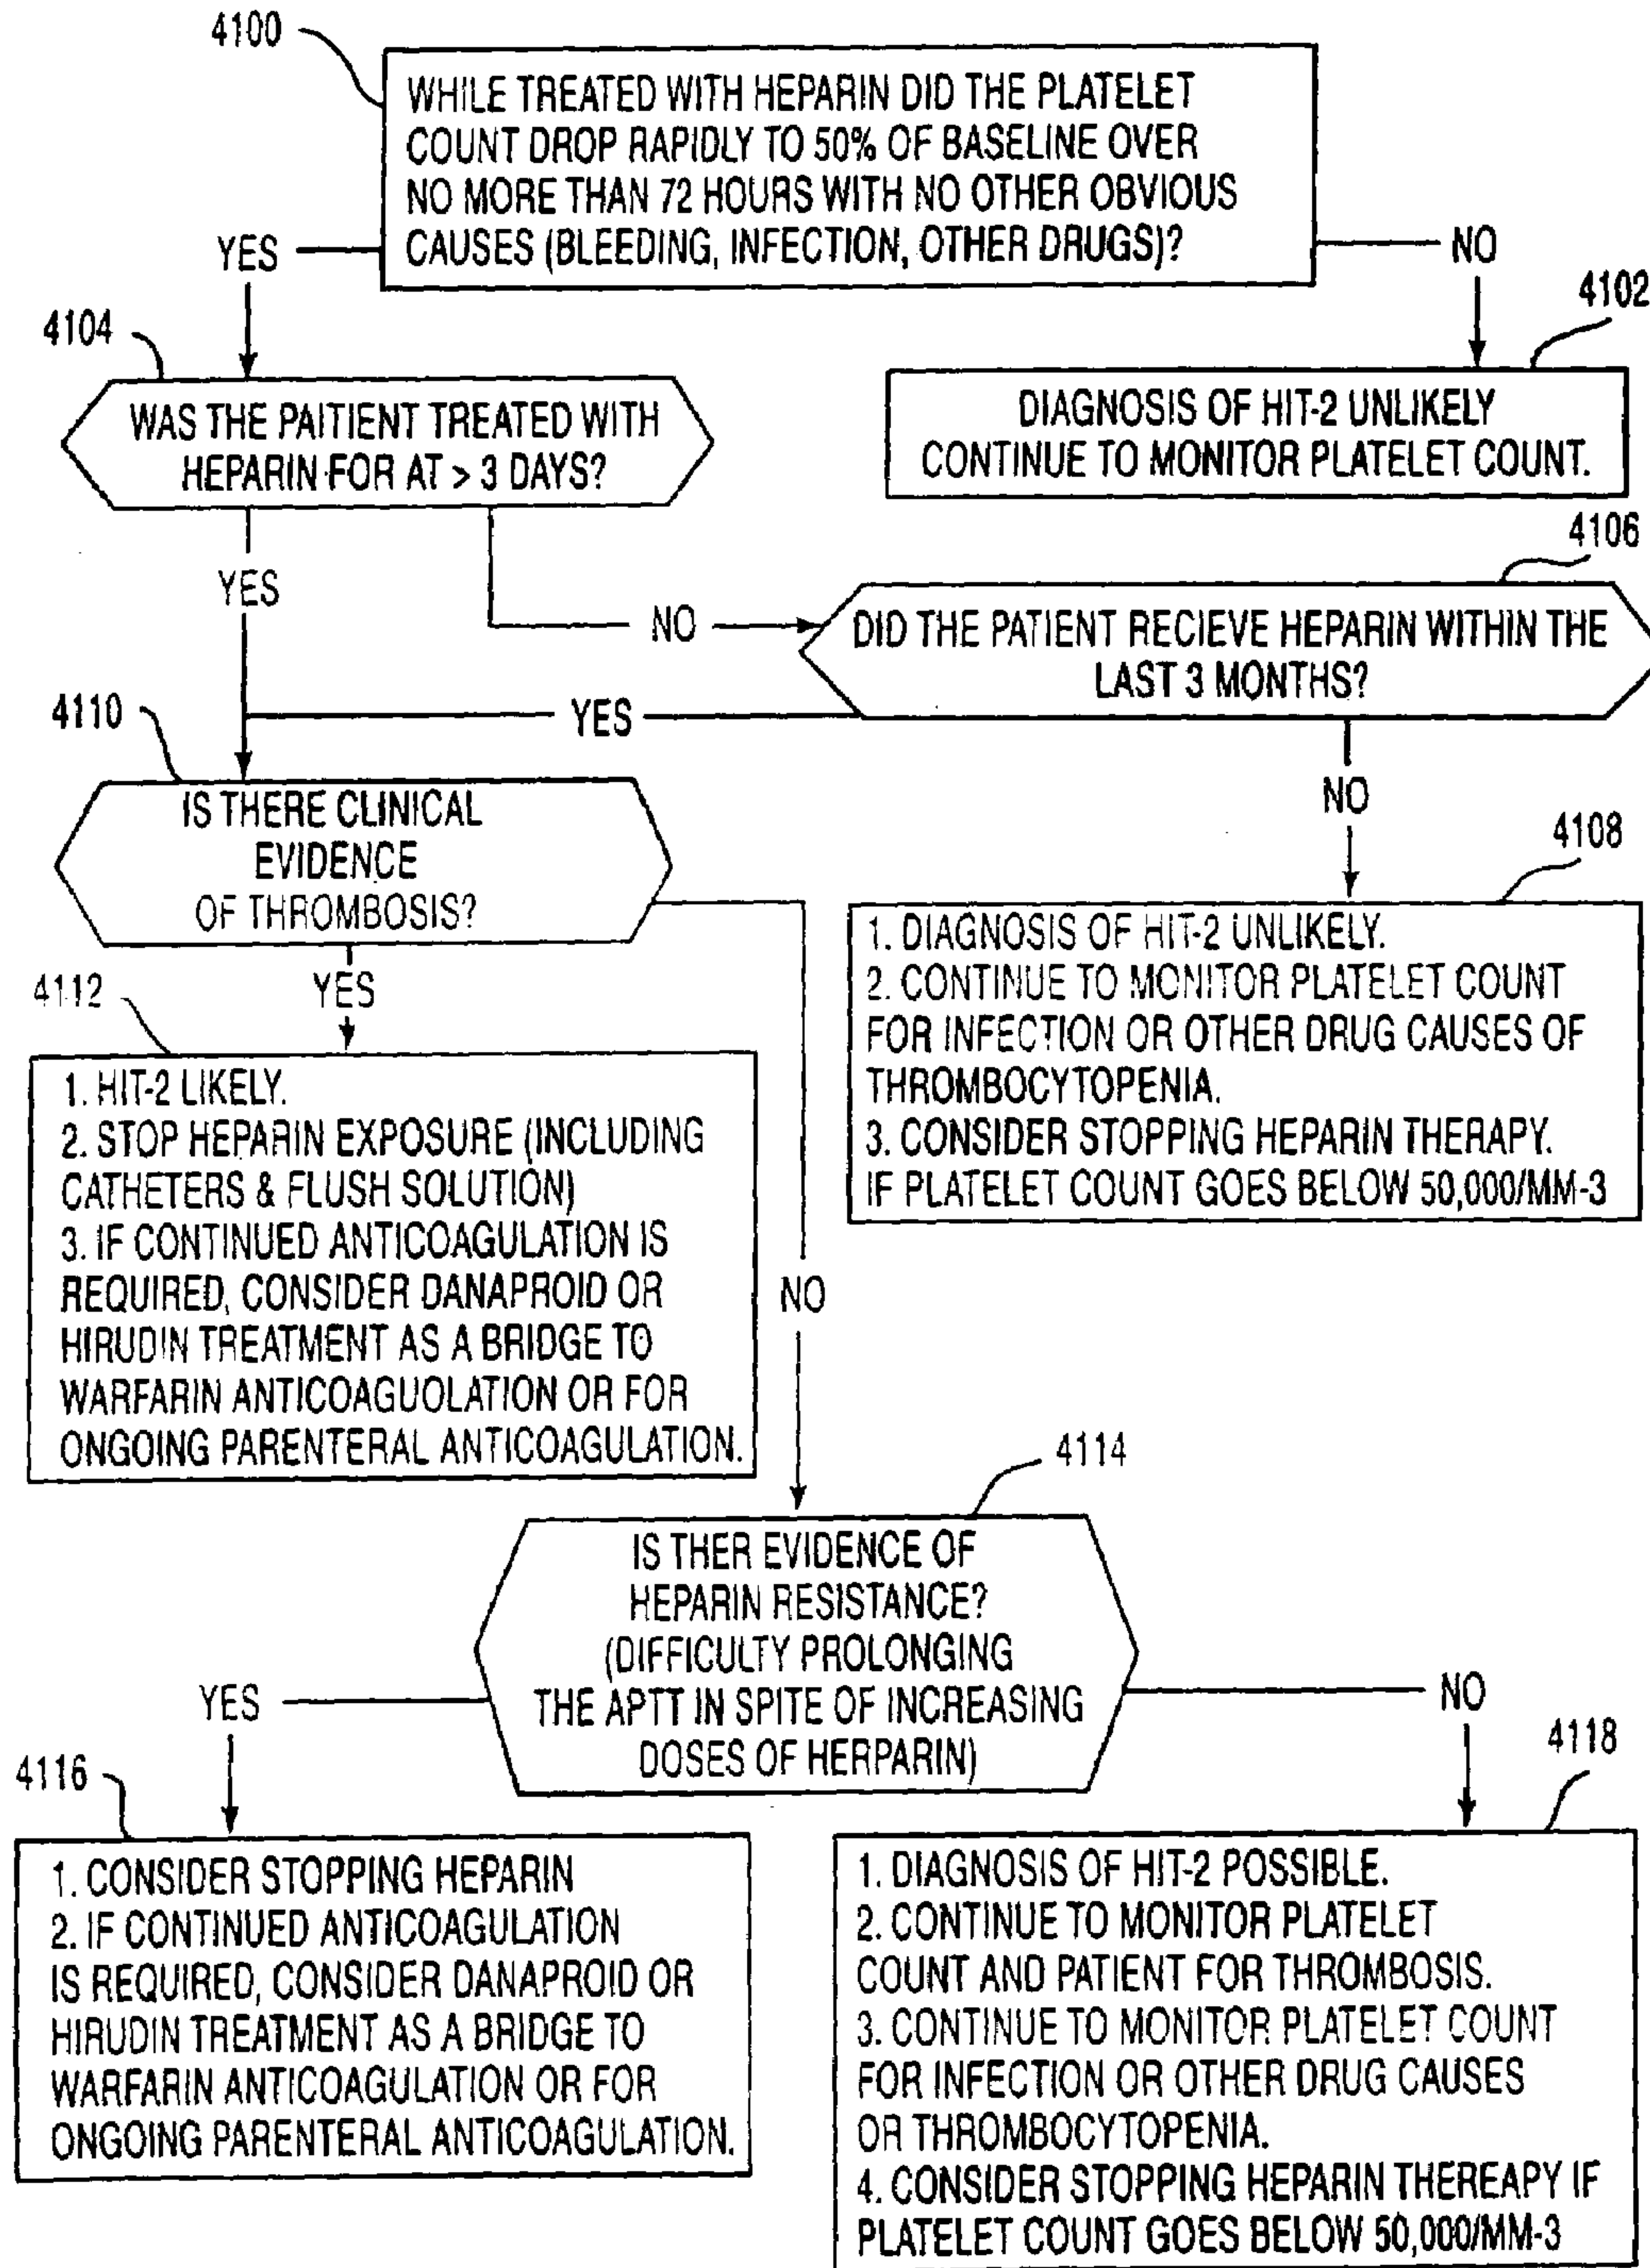 4100
WHILE TREATED WITH HEPARIN DID THE PLATELET
COUNT DROP RAPIDLY TO 50% OF BASELINE OVER
NO MORE THAN 72 HOURS WITH NO OTHER OBVIOUS
CAUSES (BLEEDING, INFECTION, OTHER DRUGS)?
YES
NO
4102
DIAGNOSIS OF HIT-2 UNLIKELY
CONTINUE TO MONITOR PLATELET COUNT.
4104
WAS THE PAITIENT TREATED WITH
HEPARIN FOR AT > 3 DAYS?
YES
NO
4106
DID THE PATIENT RECIEVE HEPARIN WITHIN THE
LAST 3 MONTHS?
YES
NO
4108
1. DIAGNOSIS OF HIT-2 UNLIKELY.
2. CONTINUE TO MONITOR PLATELET COUNT
FOR INFECTION OR OTHER DRUG CAUSES OF
THROMBOCYTOPENIA.
3. CONSIDER STOPPING HEPARIN THERAPY.
IF PLATELET COUNT GOES BELOW 50,000/MM-3
4110
IS THERE CLINICAL
EVIDENCE
OF THROMBOSIS?
YES
NO
4112
1. HIT-2 LIKELY.
2. STOP HEPARIN EXPOSURE (INCLUDING
CATHETERS & FLUSH SOLUTION)
3. IF CONTINUED ANTICOAGULATION IS
REQUIRED, CONSIDER DANAPROID OR
HIRUDIN TREATMENT AS A BRIDGE TO
WARFARIN ANTICOAGUOLATION OR FOR
ONGOING PARENTERAL ANTICOAGULATION.
4114
IS THER EVIDENCE OF
HEPARIN RESISTANCE?
(DIFFICULTY PROLONGING
THE APTT IN SPITE OF INCREASING
DOSES OF HERPARIN)
YES
NO
4116
1. CONSIDER STOPPING HEPARIN
2. IF CONTINUED ANTICOAGULATION
IS REQUIRED, CONSIDER DANAPROID OR
HIRUDIN TREATMENT AS A BRIDGE TO
WARFARIN ANTICOAGULATION OR FOR
ONGOING PARENTERAL ANTICOAGULATION.
4118
1. DIAGNOSIS OF HIT-2 POSSIBLE.
2. CONTINUE TO MONITOR PLATELET
COUNT AND PATIENT FOR THROMBOSIS.
3. CONTINUE TO MONITOR PLATELET COUNT
FOR INFECTION OR OTHER DRUG CAUSES
OR THROMBOCYTOPENIA.
4. CONSIDER STOPPING HEPARIN THEREAPY IF
PLATELET COUNT GOES BELOW 50,000/MM-3